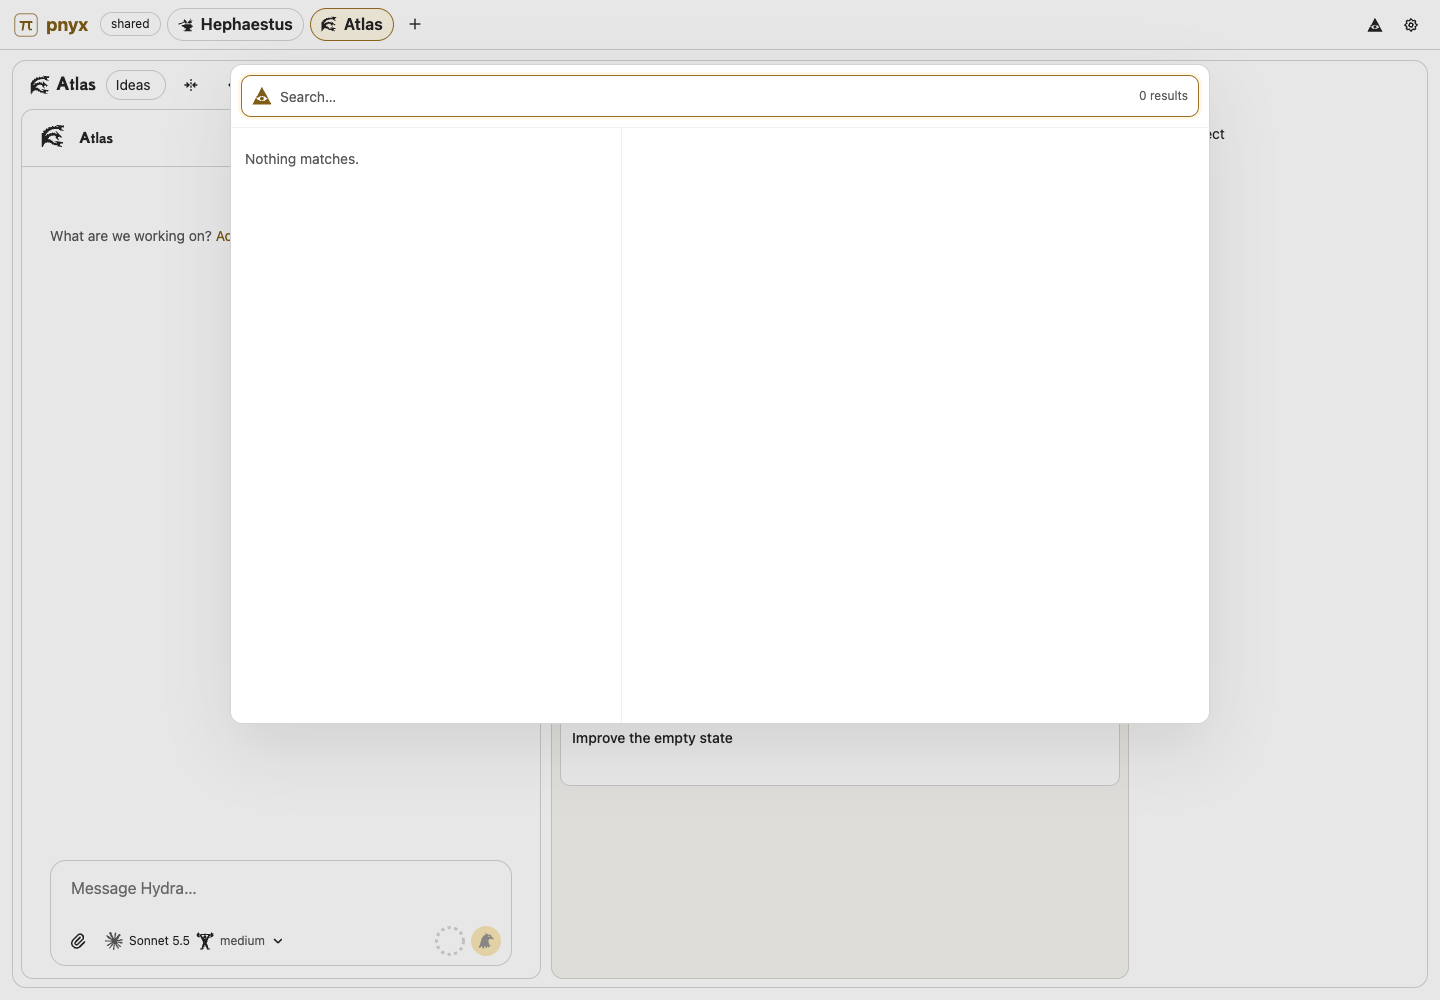 π pnyx shared Hephaestus Atlas +
Atlas Ideas
Search... 0 results
Atlas
Nothing matches.
What are we working on?
Improve the empty state
Message Hydra...
Sonnet 5.5 medium